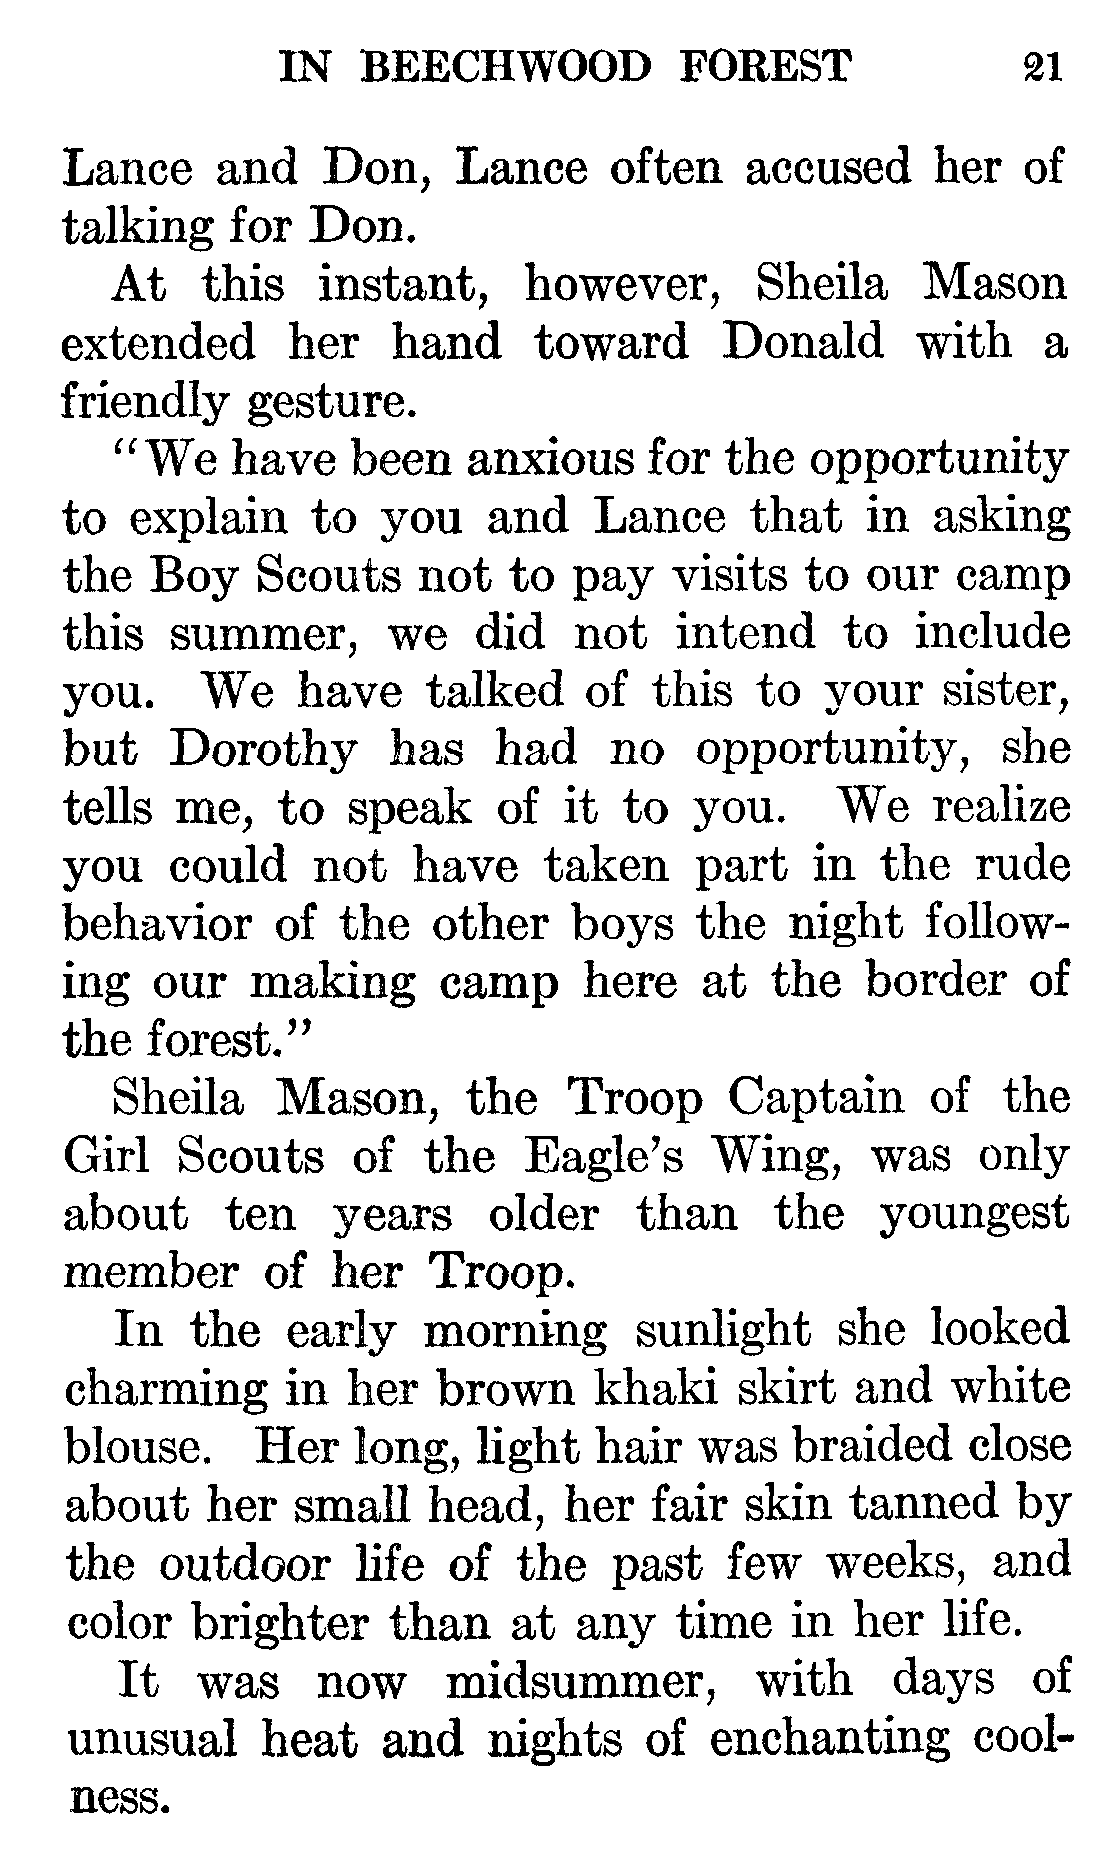 IN BEECHWOOD FOREST 21
Lance and Don, Lance often accused her of
talking for Don.
At this instant, however, Sheila Mason
extended her hand toward Donald with a
friendly gesture.
"We have been anxious for the opportunity
to explain to you and Lance that in asking
the Boy Scouts not to pay visits to our camp
this summer, we did not intend to include
you. We have talked of this to your sister,
but Dorothy has had no opportunity, she
tells me, to speak of it to you. We realize
you could not have taken part in the rude
behavior of the other boys the night follow-
ing our making camp here at the border of
the forest."
Sheila Mason, the Troop Captain of the
Girl Scouts of the Eagle's Wing, was only
about ten years older than the youngest
member of her Troop.
In the early morning sunlight she looked
charming in her brown khaki skirt and white
blouse. Her long, light hair was braided close
about her small head, her fair skin tanned by
the outdoor life of the past few weeks, and
color brighter than at any time in her life.
It was now midsummer, with days of
unusual heat and nights of enchanting cool-
ness.